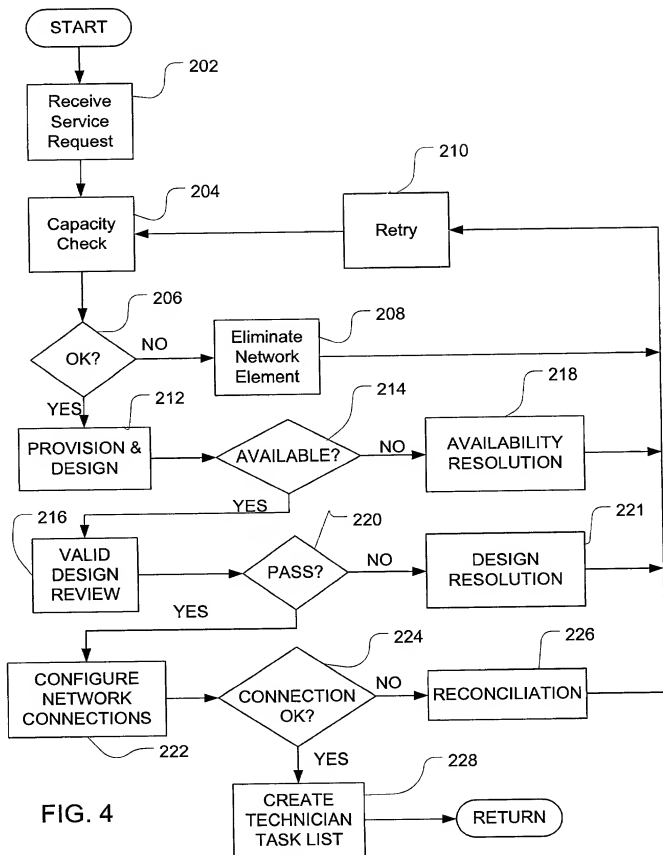 START
202
Receive
Service
Request
210
204
Capacity
Check
Retry
206
208
OK?
NO
Eliminate
Network
Element
YES
212
214
218
PROVISION &
DESIGN
AVAILABLE?
NO
AVAILABILITY
RESOLUTION
YES
216
220
221
VALID
DESIGN
REVIEW
PASS?
NO
DESIGN
RESOLUTION
YES
224
226
CONFIGURE
NETWORK
CONNECTIONS
CONNECTION
OK?
NO
RECONCILIATION
222
YES
228
FIG. 4
CREATE
TECHNICIAN
TASK LIST
RETURN